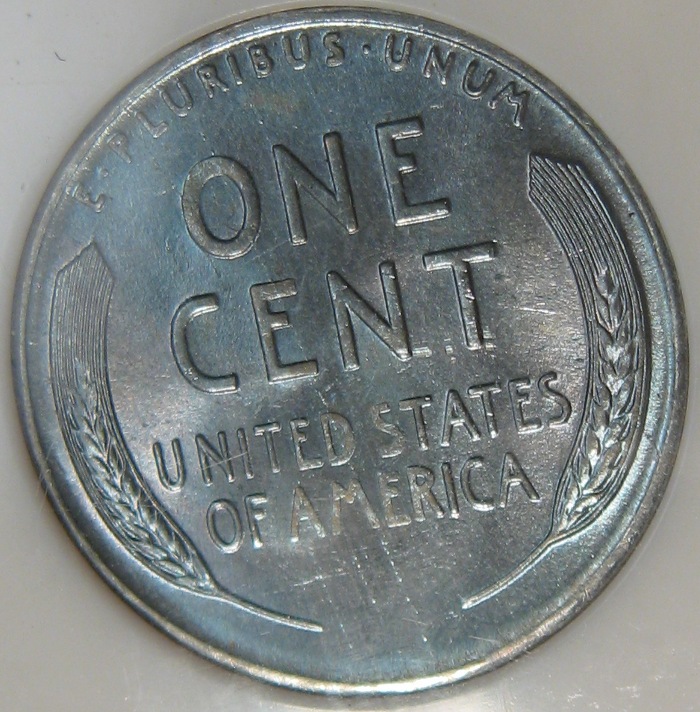 E · PLURIBUS · UNUM
ONE
CENT
UNITED STATES
OF AMERICA